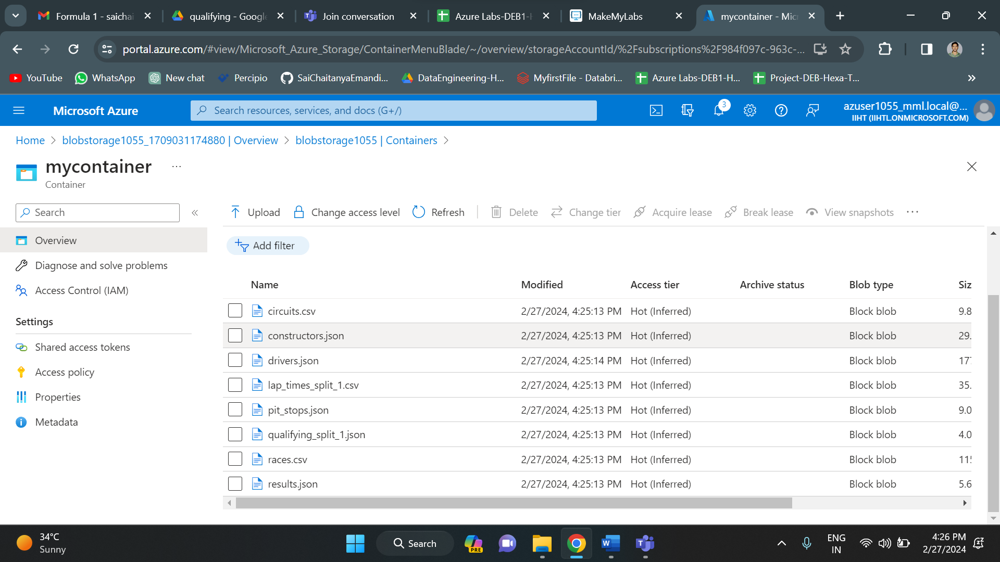 Formula 1 - saichai
qualifying - Google
Join conversation
Azure Labs-DEB1-H
MakeMyLabs
mycontainer - Micr
portal.azure.com/#view/Microsoft_Azure_Storage/ContainerMenuBlade/~/overview/storageAccountId/%2Fsubscriptions%2F984f097c-963c-...
YouTube
WhatsApp
New chat
Percipio
SaiChaitanyaEmandi...
DataEngineering-H...
MyfirstFile - Databri...
Azure Labs-DEB1-H...
Project-DEB-Hexa-T...
»
Microsoft Azure
Search resources, services, and docs (G+/)
3
azuser1055_mml.local@...
IIHT (IIHTL.ONMICROSOFT.COM)
Home > blobstorage1055_1709031174880 | Overview > blobstorage1055 | Containers >
mycontainer ...
Container
Search
«
Upload Change access level Refresh Delete Change tier Acquire lease Break lease View snapshots ...
Overview
Diagnose and solve problems
Access Control (IAM)
Settings
Shared access tokens
Access policy
Properties
Metadata
Add filter
Name Modified Access tier Archive status Blob type Siz
circuits.csv 2/27/2024, 4:25:13 PM Hot (Inferred) Block blob 9.8
constructors.json 2/27/2024, 4:25:13 PM Hot (Inferred) Block blob 29.
drivers.json 2/27/2024, 4:25:14 PM Hot (Inferred) Block blob 177
lap_times_split_1.csv 2/27/2024, 4:25:13 PM Hot (Inferred) Block blob 35.
pit_stops.json 2/27/2024, 4:25:13 PM Hot (Inferred) Block blob 9.0
qualifying_split_1.json 2/27/2024, 4:25:13 PM Hot (Inferred) Block blob 4.0
races.csv 2/27/2024, 4:25:13 PM Hot (Inferred) Block blob 115
results.json 2/27/2024, 4:25:13 PM Hot (Inferred) Block blob 5.6
34°C
Sunny
Search
PRE
ENG
IN
4:26 PM
2/27/2024